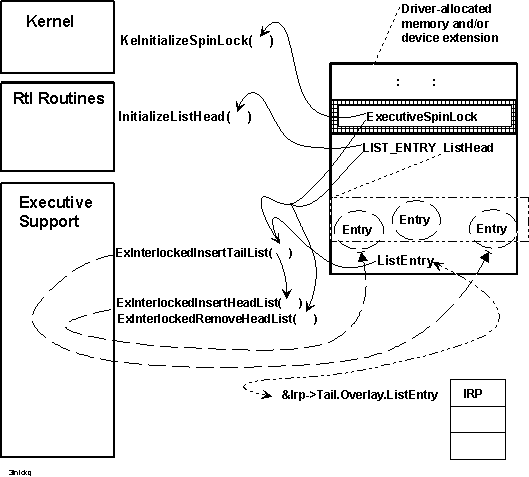 Kernel
KeInitializeSpinLock( )
Driver-allocated
memory and/or
device extension
: :
Rtl Routines
InitializeListHead( )
ExecutiveSpinLock
LIST_ENTRY ListHead
Executive
Support
Entry
Entry
Entry
ExInterlockedInsertTailList( )
ListEntry
ExInterlockedInsertHeadList( )
ExInterlockedRemoveHeadList( )
&Irp->Tail.Overlay.ListEntry
IRP